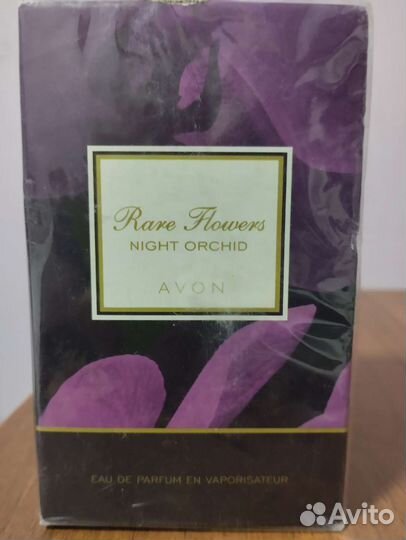 Rare Flowers
NIGHT ORCHID
AVON
EAU DE PARFUM EN VAPORISATEUR
Avito